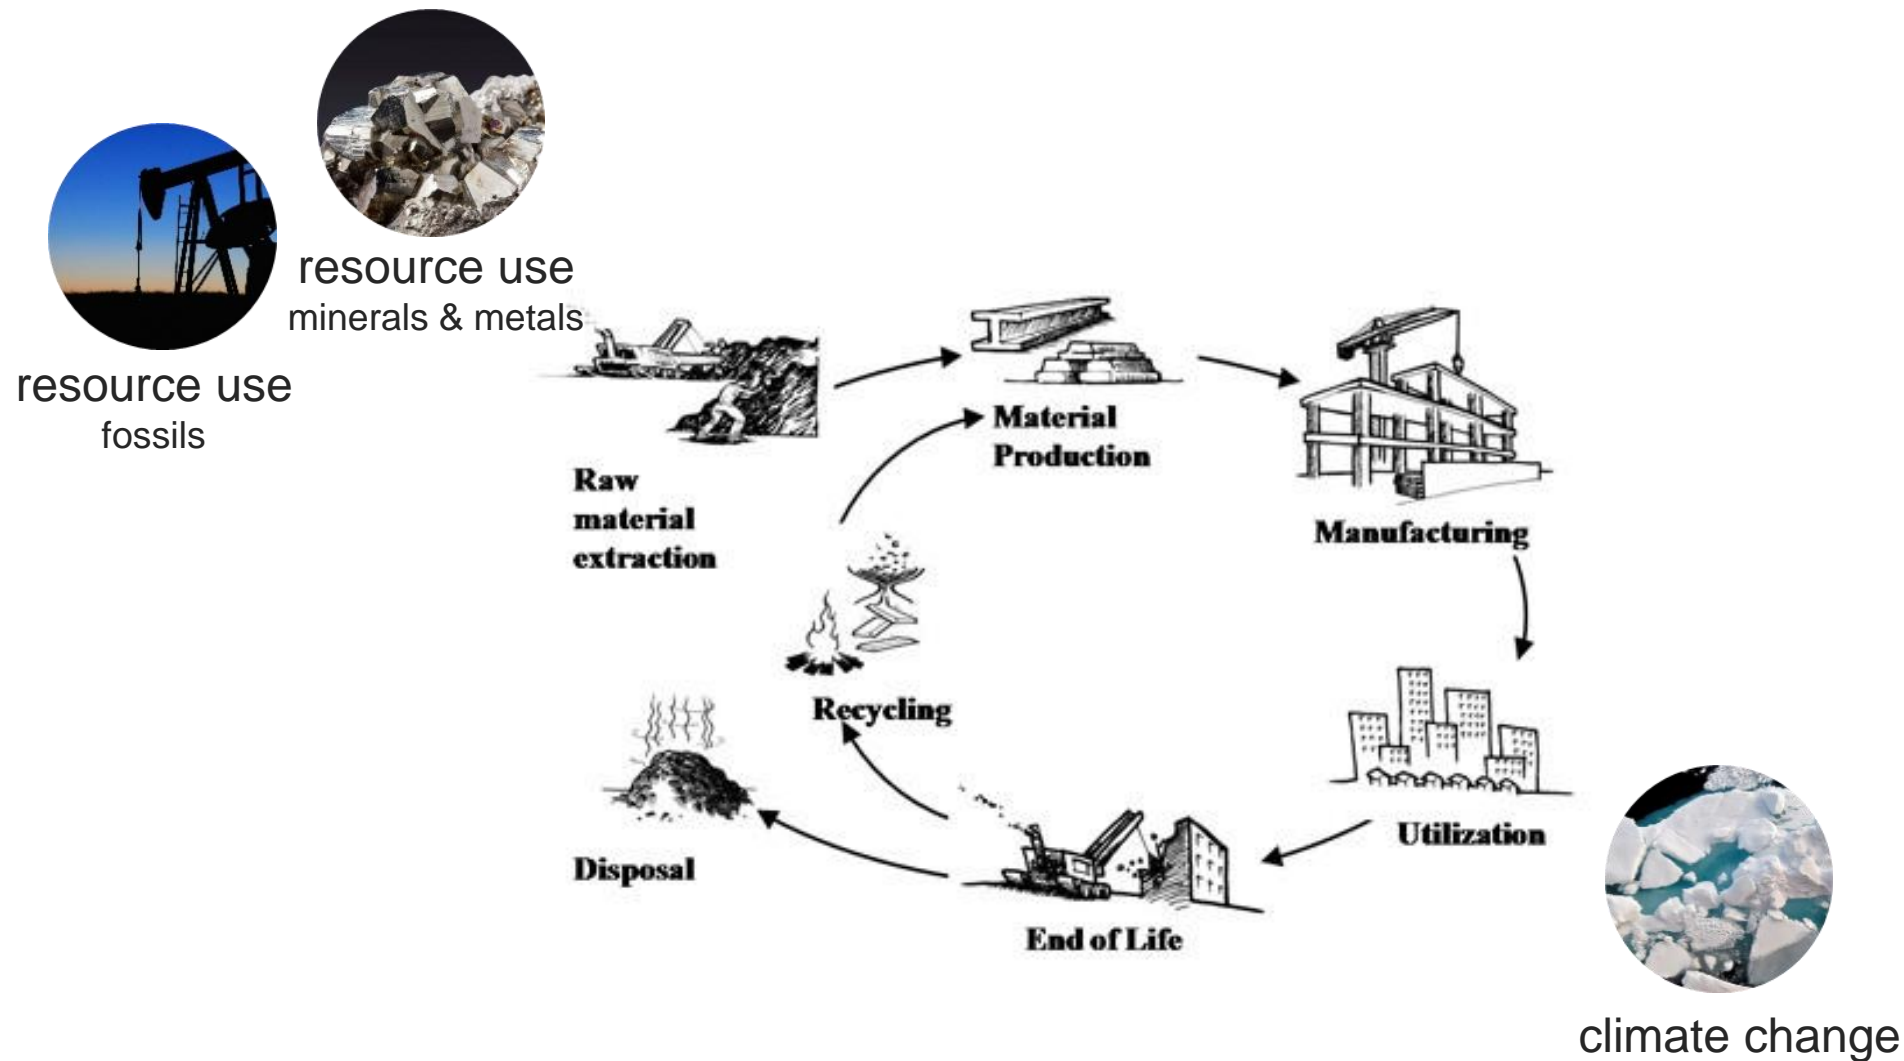 resource use
minerals & metals
resource use
fossils
Raw
material
extraction
Material
Production
Manufacturing
Recycling
Disposal
Utilization
End of Life
climate change